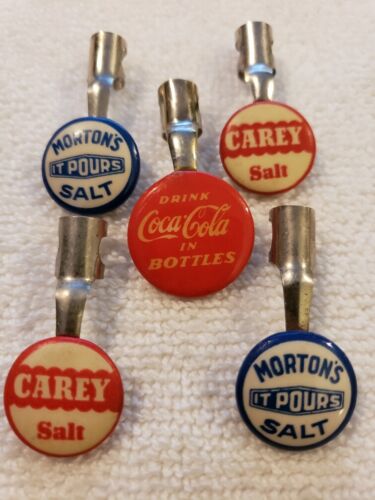 MORTON'S
IT POURS
SALT
CAREY
Salt
DRINK
Coca-Cola
IN
BOTTLES
CAREY
Salt
MORTON'S
IT POURS
SALT